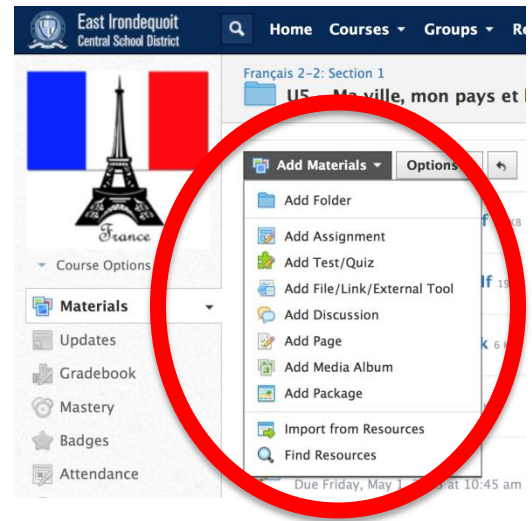 East Irondequoit
Central School District
Home Courses Groups
Français 2-2: Section 1
U5 Ma ville, mon pays et
Add Materials Options
Add Folder
Add Assignment
Add Test/Quiz
Add File/Link/External Tool
Add Discussion
Add Page
Add Media Album
Add Package
Import from Resources
Find Resources
Due Friday, May 1, at 10:45 am
France
Course Options
Materials
Updates
Gradebook
Mastery
Badges
Attendance